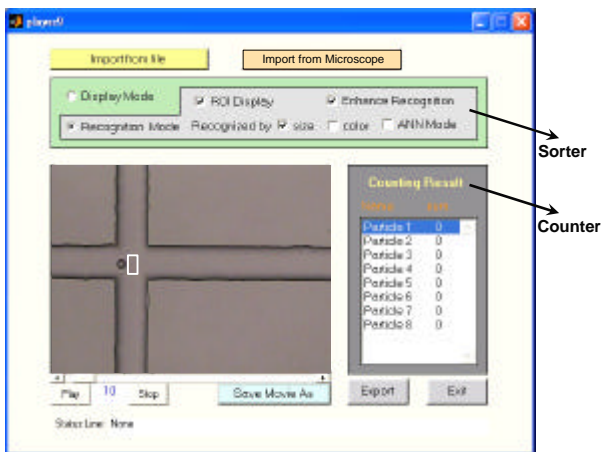 player9
Import from file
Import from Microscope
Display Mode
ROI Display
Enhance Recognition
Recognition Mode
Recognized by size color ANN Mode
Sorter
Counting Result
Counter
Particle 1 0
Particle 2 0
Particle 3 0
Particle 4 0
Particle 5 0
Particle 6 0
Particle 7 0
Particle 8 0
Play 10 Stop
Save Movie As
Export
Exit
Status Line: None